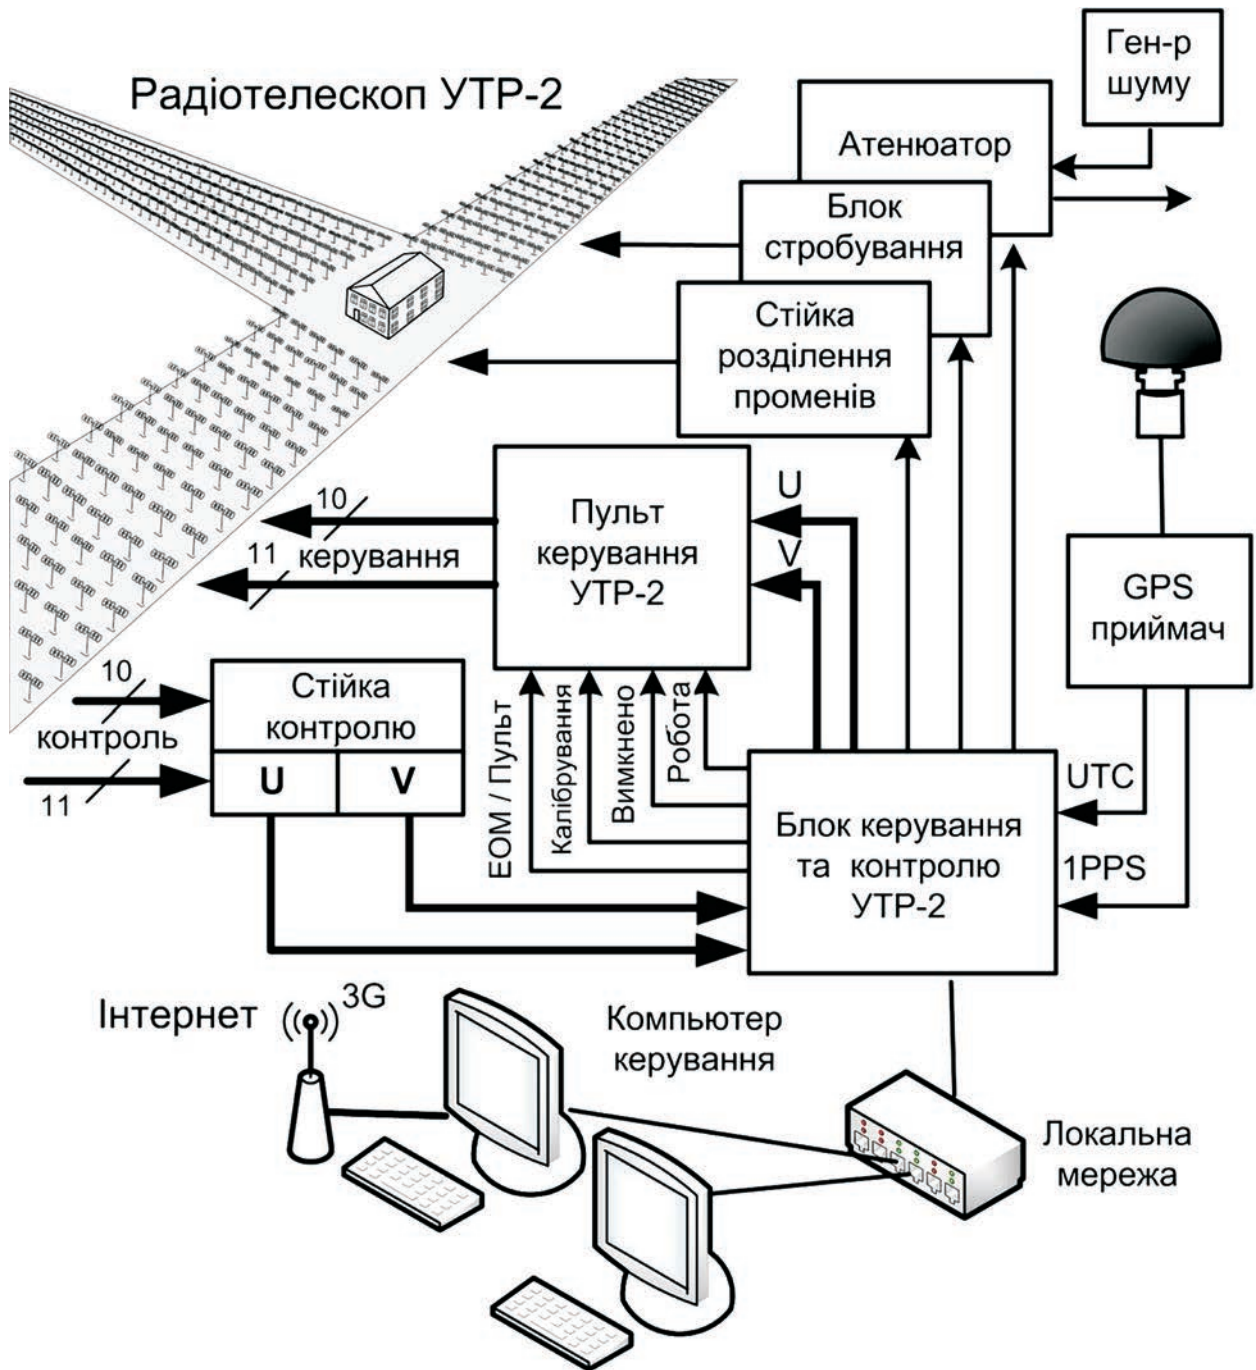 Радіотелескоп УТР-2
Ген-р
шуму
Атенюатор
Блок
стробування
Стійка
розділення
променів
10
11
керування
Пульт
керування
УТР-2
U
V
GPS
приймач
10
контроль
11
Стійка
контролю
U
V
ЕОМ / Пульт
Калібрування
Вимкнено
Робота
Блок керування
та контролю
УТР-2
UTC
1PPS
Інтернет
3G
Компьютер
керування
Локальна
мережа